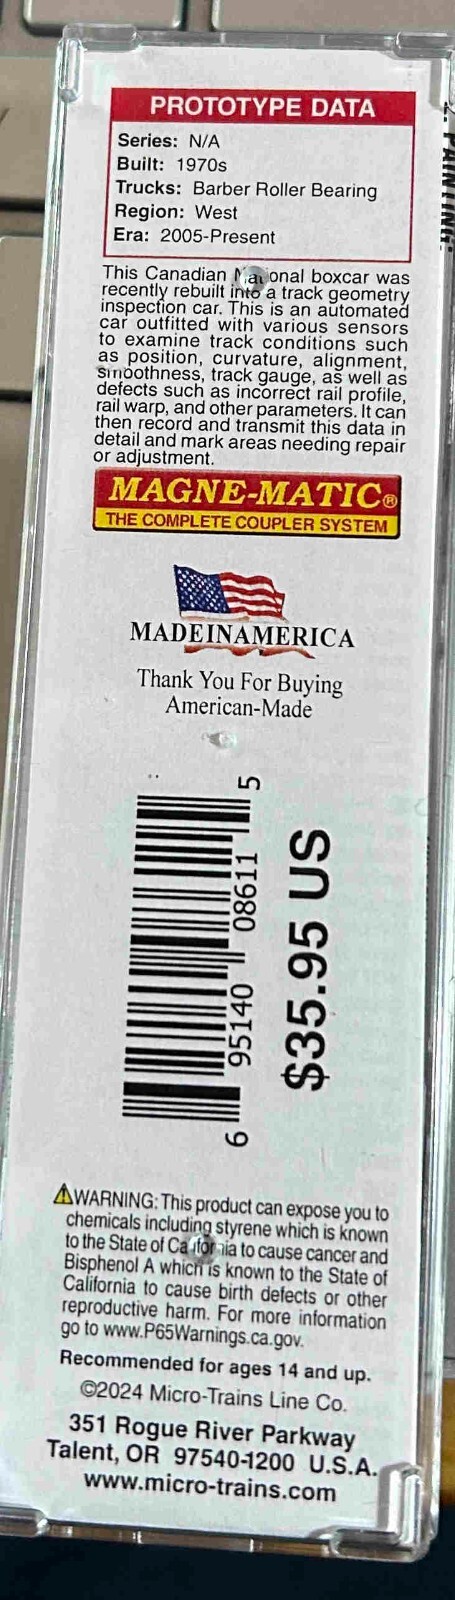 PROTOTYPE DATA
Series: N/A
Built: 1970s
Trucks: Barber Roller Bearing
Region: West
Era: 2005-Present
This Canadian National boxcar was
recently rebuilt into a track geometry
inspection car. This is an automated
car outfitted with various sensors
to examine track conditions such
as position, curvature, alignment,
smoothness, track gauge, as well as
defects such as incorrect rail profile,
rail warp, and other parameters. It can
then record and transmit this data in
detail and mark areas needing repair
or adjustment.
MAGNE-MATIC®
THE COMPLETE COUPLER SYSTEM
MADEINAMERICA
Thank You For Buying
American-Made
6 95140 08611 5
$35.95 US
⚠WARNING: This product can expose you to
chemicals including styrene which is known
to the State of California to cause cancer and
Bisphenol A which is known to the State of
California to cause birth defects or other
reproductive harm. For more information
go to www.P65Warnings.ca.gov.
Recommended for ages 14 and up.
©2024 Micro-Trains Line Co.
351 Rogue River Parkway
Talent, OR 97540-1200 U.S.A.
www.micro-trains.com